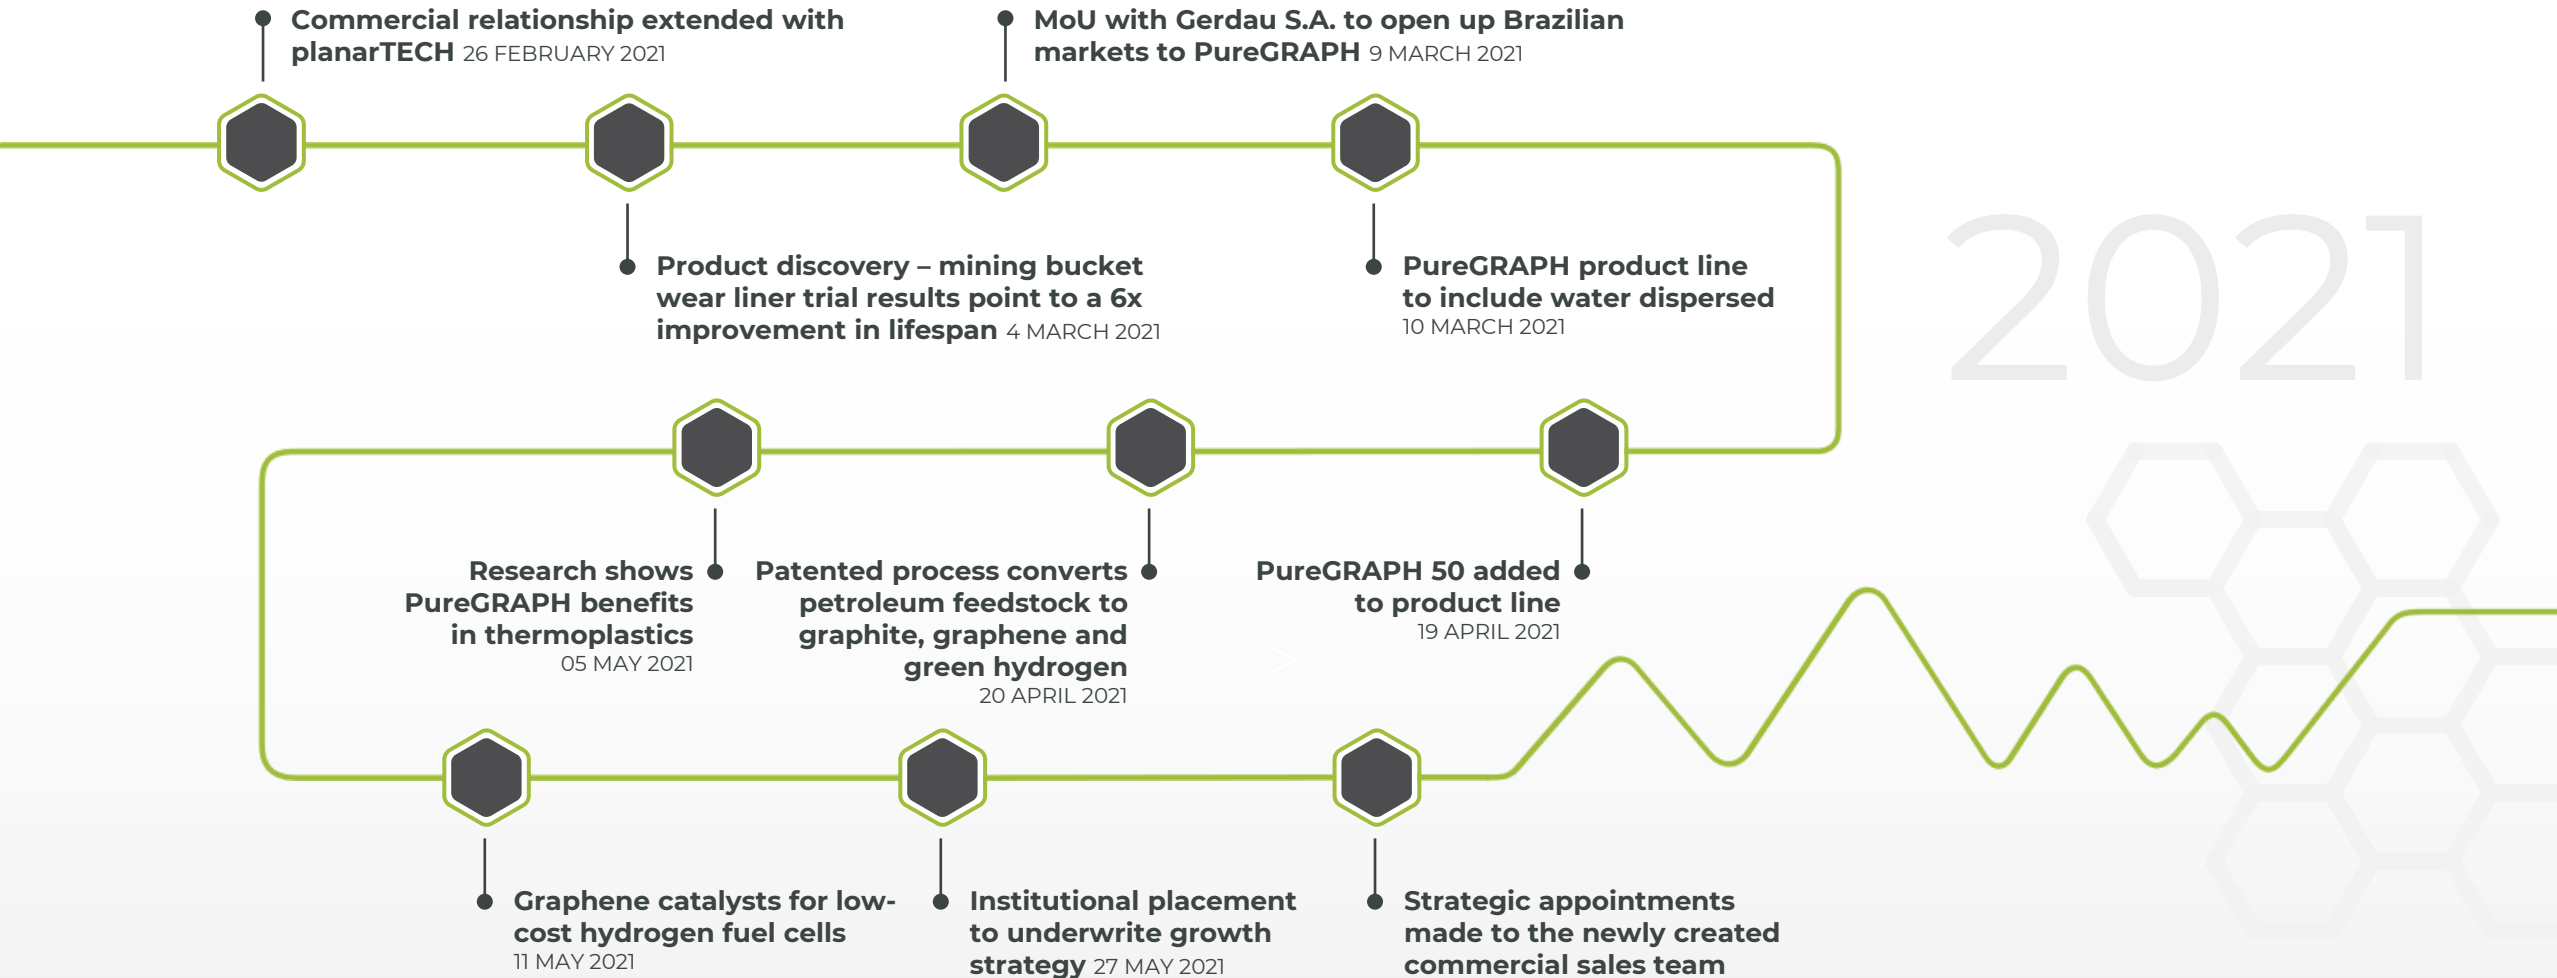 Commercial relationship extended with
planarTECH 26 FEBRUARY 2021
MoU with Gerdau S.A. to open up Brazilian
markets to PureGRAPH 9 MARCH 2021
Product discovery – mining bucket
wear liner trial results point to a 6x
improvement in lifespan 4 MARCH 2021
PureGRAPH product line
to include water dispersed
10 MARCH 2021
2021
Research shows
PureGRAPH benefits
in thermoplastics
05 MAY 2021
Patented process converts
petroleum feedstock to
graphite, graphene and
green hydrogen
20 APRIL 2021
PureGRAPH 50 added
to product line
19 APRIL 2021
>
Graphene catalysts for low-
cost hydrogen fuel cells
11 MAY 2021
Institutional placement
to underwrite growth
strategy 27 MAY 2021
Strategic appointments
made to the newly created
commercial sales team